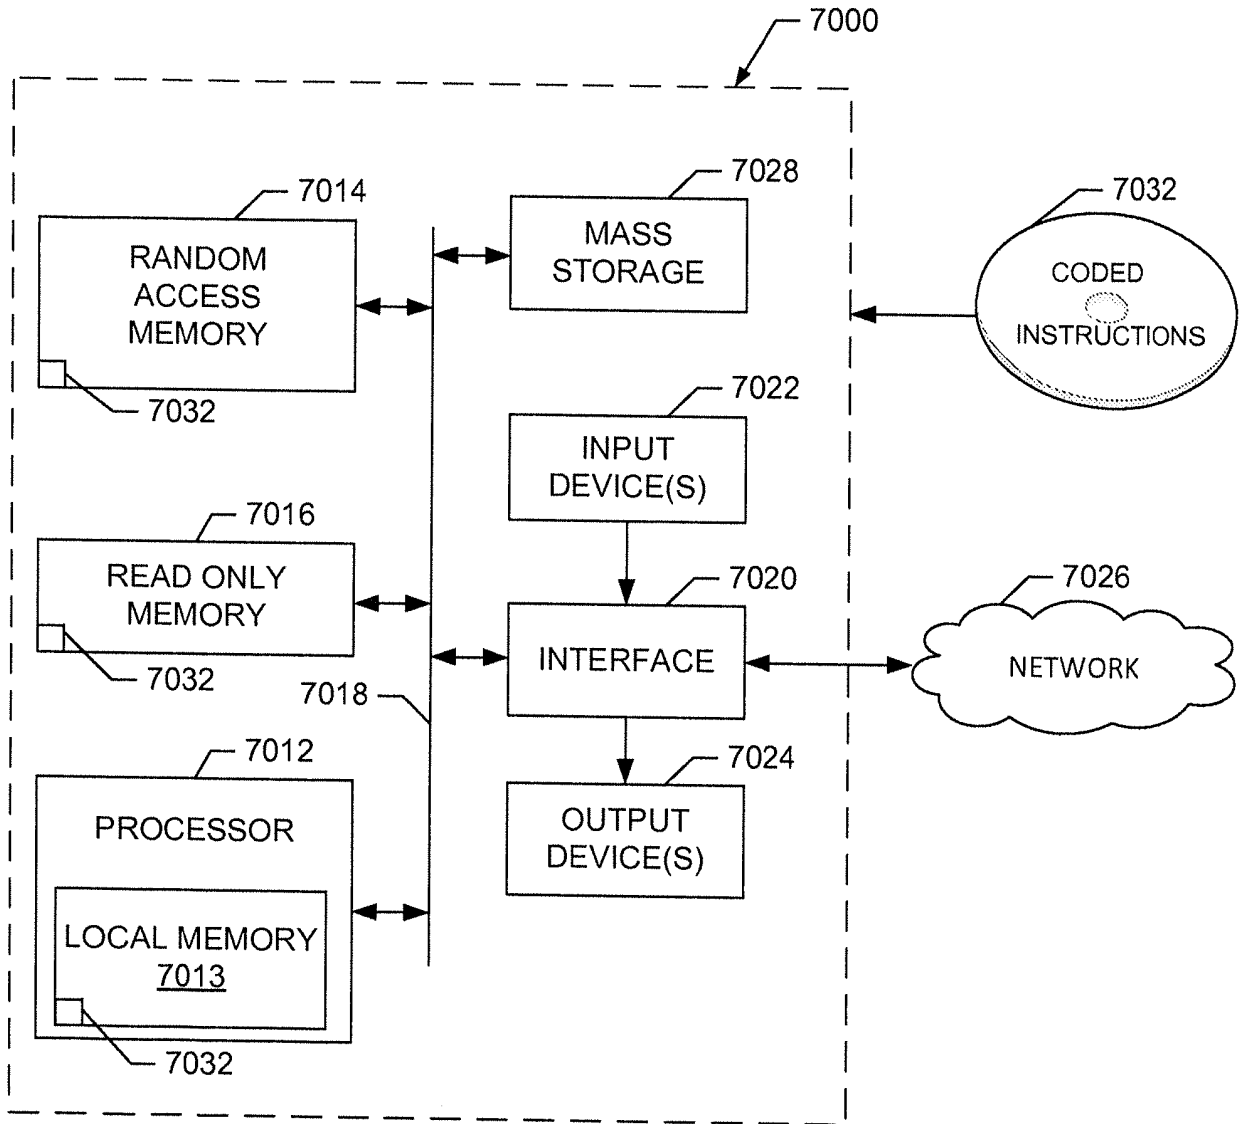 7000
7014
RANDOM
ACCESS
MEMORY
7032
7028
MASS
STORAGE
7032
CODED
INSTRUCTIONS
7022
INPUT
DEVICE(S)
7016
READ ONLY
MEMORY
7032
7020
INTERFACE
7026
NETWORK
7018
7012
PROCESSOR
LOCAL MEMORY
7013
7032
7024
OUTPUT
DEVICE(S)